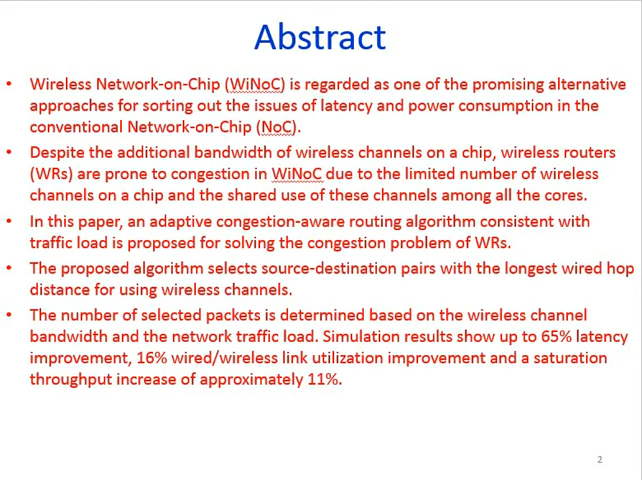 Abstract
• Wireless Network-on-Chip (WiNoC) is regarded as one of the promising alternative
approaches for sorting out the issues of latency and power consumption in the
conventional Network-on-Chip (NoC).
• Despite the additional bandwidth of wireless channels on a chip, wireless routers
(WRs) are prone to congestion in WiNoC due to the limited number of wireless
channels on a chip and the shared use of these channels among all the cores.
• In this paper, an adaptive congestion-aware routing algorithm consistent with
traffic load is proposed for solving the congestion problem of WRs.
• The proposed algorithm selects source-destination pairs with the longest wired hop
distance for using wireless channels.
• The number of selected packets is determined based on the wireless channel
bandwidth and the network traffic load. Simulation results show up to 65% latency
improvement, 16% wired/wireless link utilization improvement and a saturation
throughput increase of approximately 11%.
2